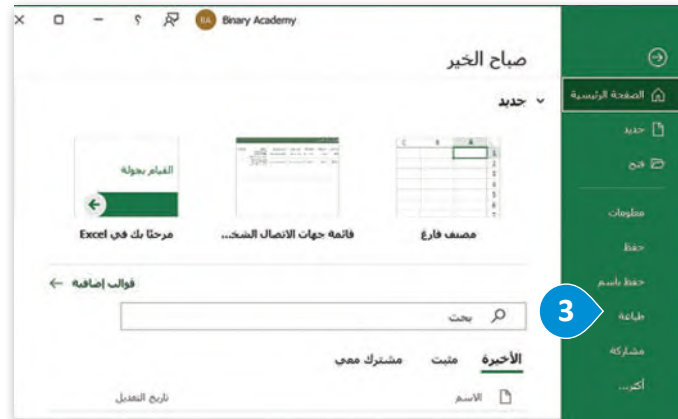 Binary Academy
صباح الخير
الصفحة الرئيسية
جديد
فتح
معلومات
حفظ
حفظ باسم
طباعة
3
مشاركة
أكثر...
جديد
مصنف فارغ
قائمة جهات الاتصال الشخـ...
القيام بجولة
مرحبًا بك في Excel
قوالب إضافية
بحث
الأخيرة مثبت مشترك معي
الاسم تاريخ التعديل